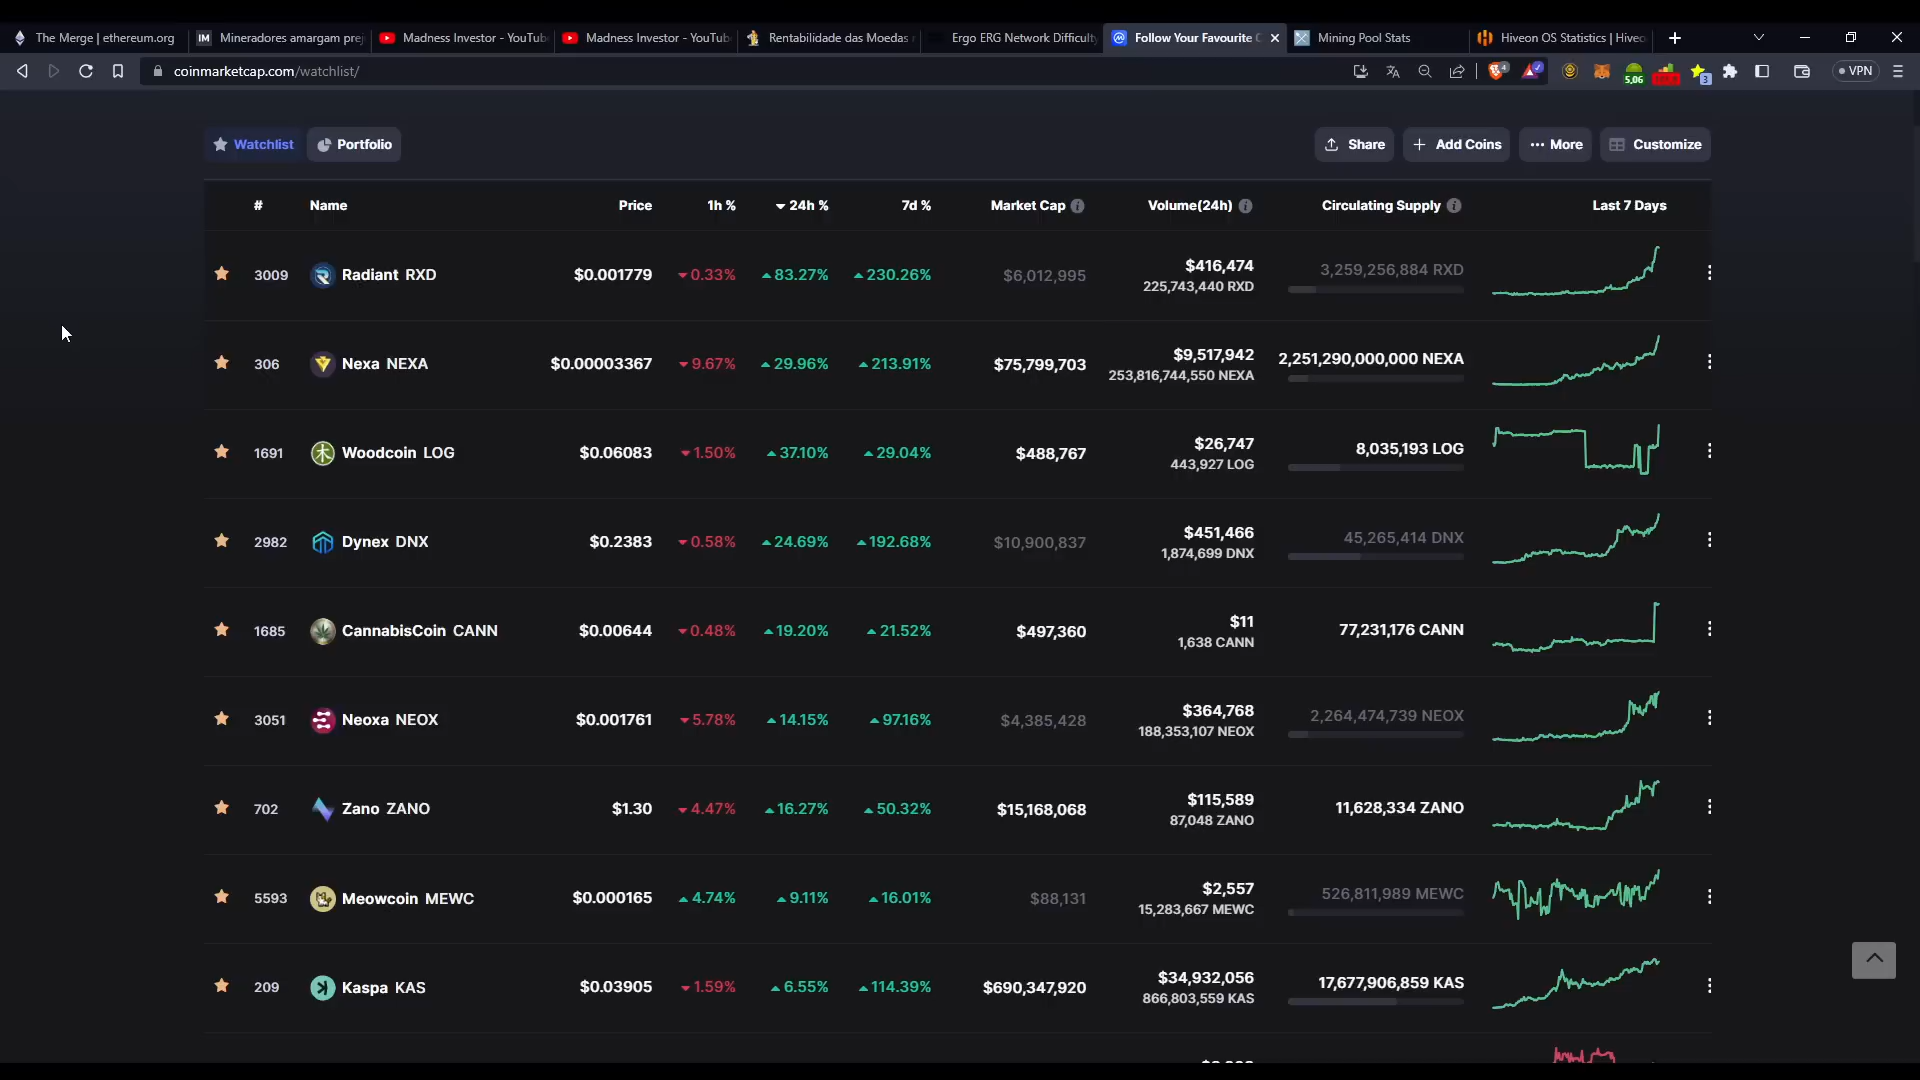 The Merge | ethereum.org
IM Mineradores amargam prej
Madness Investor - YouTub
Madness Investor - YouTub
Rentabilidade das Moedas
Ergo ERG Network Difficulty
Follow Your Favourite C
Mining Pool Stats
Hiveon OS Statistics | Hiveo
coinmarketcap.com/watchlist/
4
5,06
3
VPN
Watchlist
Portfolio
Share
Add Coins
More
Customize
# Name Price 1h % 24h % 7d % Market Cap Volume(24h) Circulating Supply Last 7 Days
3009 Radiant RXD $0.001779 0.33% 83.27% 230.26% $6,012,995 $416,474 3,259,256,884 RXD
225,743,440 RXD
306 Nexa NEXA $0.00003367 9.67% 29.96% 213.91% $75,799,703 $9,517,942 2,251,290,000,000 NEXA
253,816,744,550 NEXA
1691 Woodcoin LOG $0.06083 1.50% 37.10% 29.04% $488,767 $26,747 8,035,193 LOG
443,927 LOG
2982 Dynex DNX $0.2383 0.58% 24.69% 192.68% $10,900,837 $451,466 45,265,414 DNX
1,874,699 DNX
1685 CannabisCoin CANN $0.00644 0.48% 19.20% 21.52% $497,360 $11 77,231,176 CANN
1,638 CANN
3051 Neoxa NEOX $0.001761 5.78% 14.15% 97.16% $4,385,428 $364,768 2,264,474,739 NEOX
188,353,107 NEOX
702 Zano ZANO $1.30 4.47% 16.27% 50.32% $15,168,068 $115,589 11,628,334 ZANO
87,048 ZANO
5593 Meowcoin MEWC $0.000165 4.74% 9.11% 16.01% $88,131 $2,557 526,811,989 MEWC
15,283,667 MEWC
209 Kaspa KAS $0.03905 1.59% 6.55% 114.39% $690,347,920 $34,932,056 17,677,906,859 KAS
866,803,559 KAS